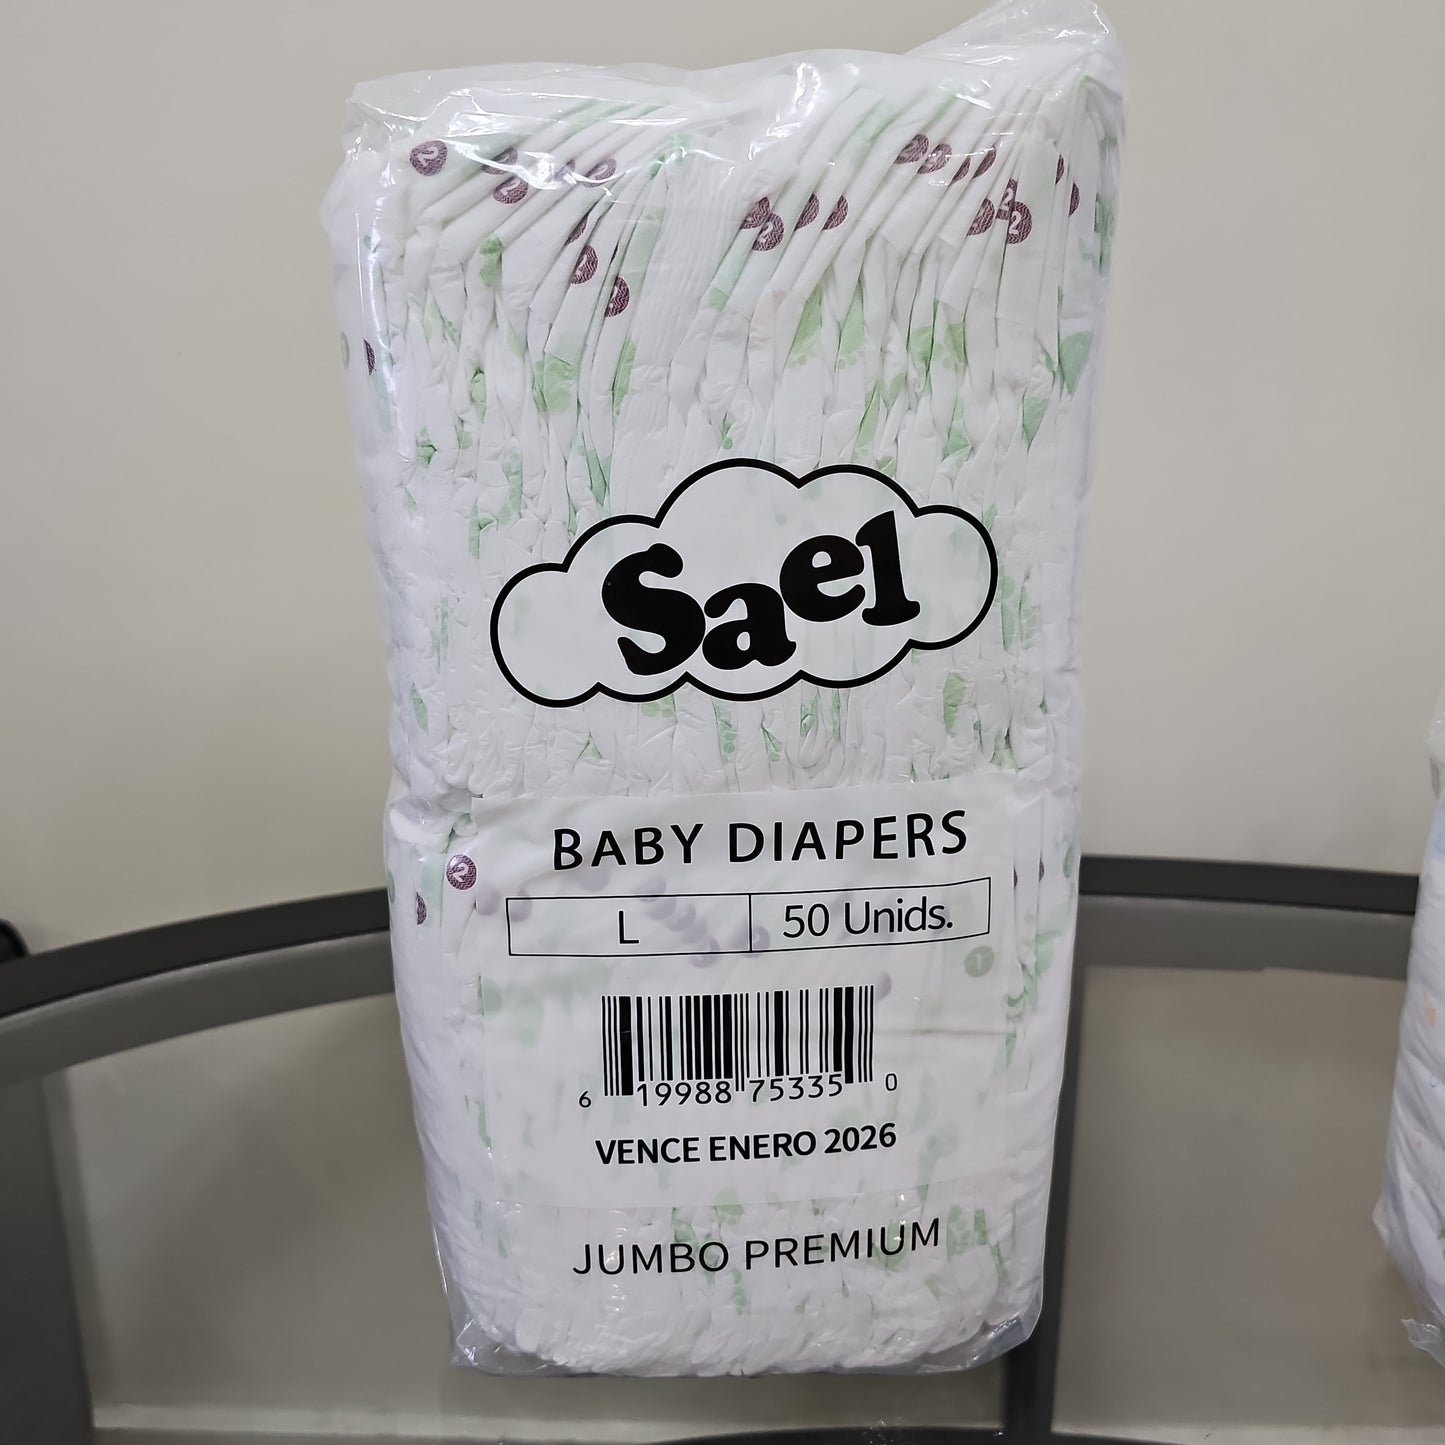 Sael
BABY DIAPERS
L 50 Unids.
6 19988 75335 0
VENCE ENERO 2026
JUMBO PREMIUM